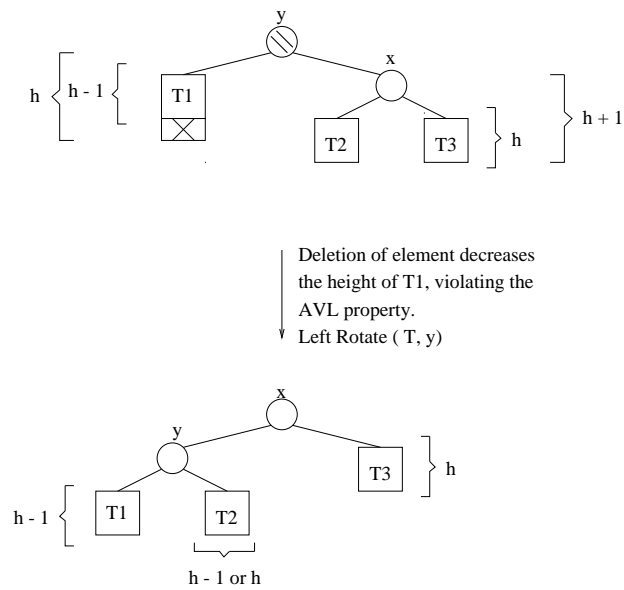 y
x
h
h - 1
T1
T2
T3
h
h + 1
Deletion of element decreases
the height of T1, violating the
AVL property.
Left Rotate ( T, y)
x
y
T3
h
h - 1
T1
T2
h - 1 or h